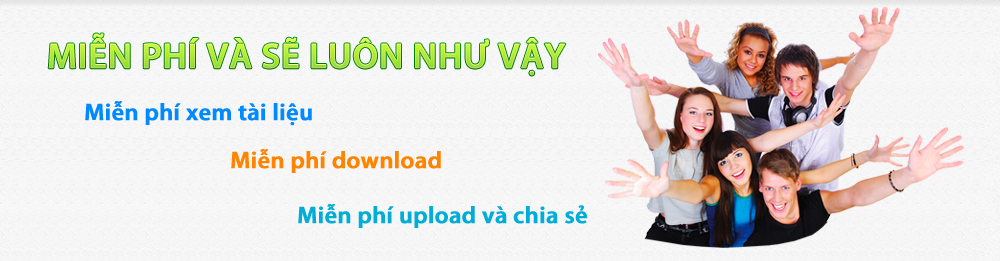 MIỄN PHÍ VÀ SẼ LUÔN NHƯ VẬY
Miễn phí xem tài liệu
Miễn phí download
Miễn phí upload và chia sẻ